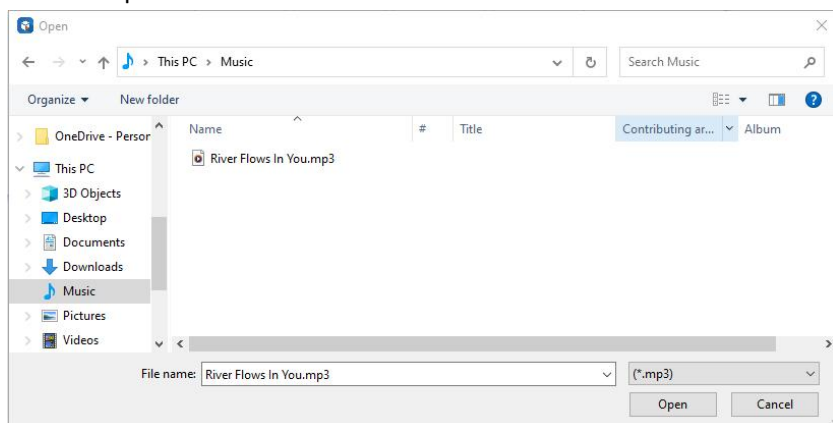 Open
This PC > Music
Search Music
Organize
New folder
Name
#
Title
Contributing ar...
Album
OneDrive - Person
River Flows In You.mp3
This PC
3D Objects
Desktop
Documents
Downloads
Music
Pictures
Videos
File name: River Flows In You.mp3
(*.mp3)
Open
Cancel